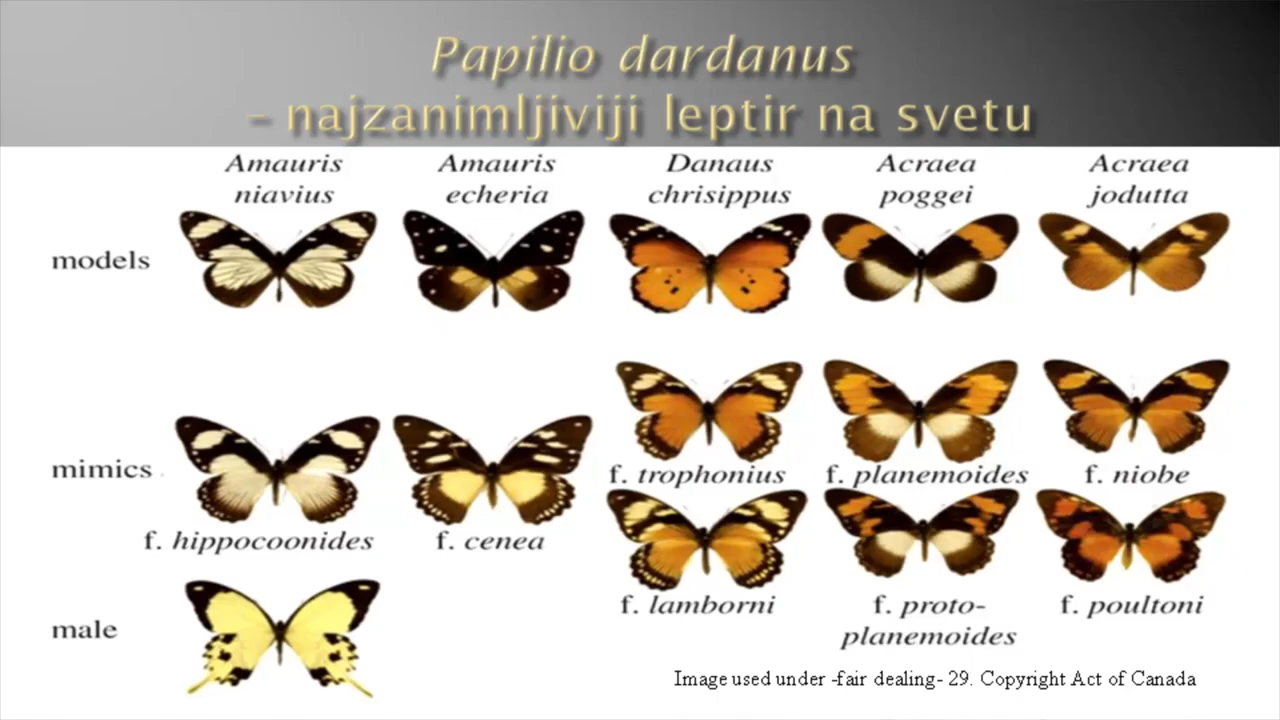 Papilio dardanus
– najzanimljiviji leptir na svetu
Amauris niavius
Amauris echeria
Danaus chrisippus
Acraea poggei
Acraea jodutta
models
mimics
f. hippocoonides
f. cenea
f. trophonius
f. planemoides
f. niobe
f. lamborni
f. proto-
planemoides
f. poultoni
male
Image used under -fair dealing- 29. Copyright Act of Canada